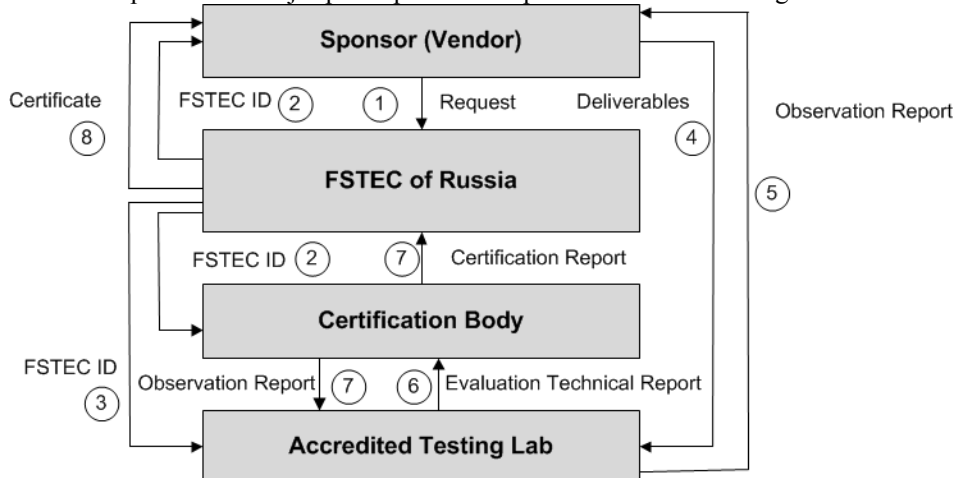 Sponsor (Vendor)
Certificate
8
FSTEC ID
2
1
Request
Deliverables
4
Observation Report
5
FSTEC of Russia
FSTEC ID
2
7
Certification Report
Certification Body
FSTEC ID
3
Observation Report
7
6
Evaluation Technical Report
Accredited Testing Lab